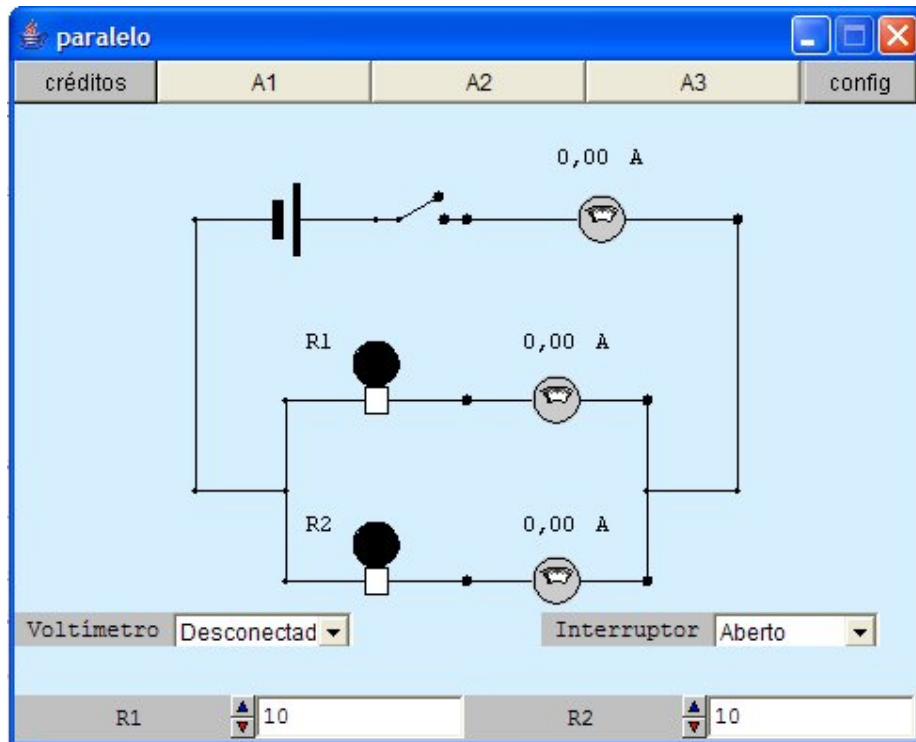 paralelo
créditos A1 A2 A3 config
0,00 A
R1 0,00 A
R2 0,00 A
Voltímetro Desconectad Interruptor Aberto
R1 10 R2 10